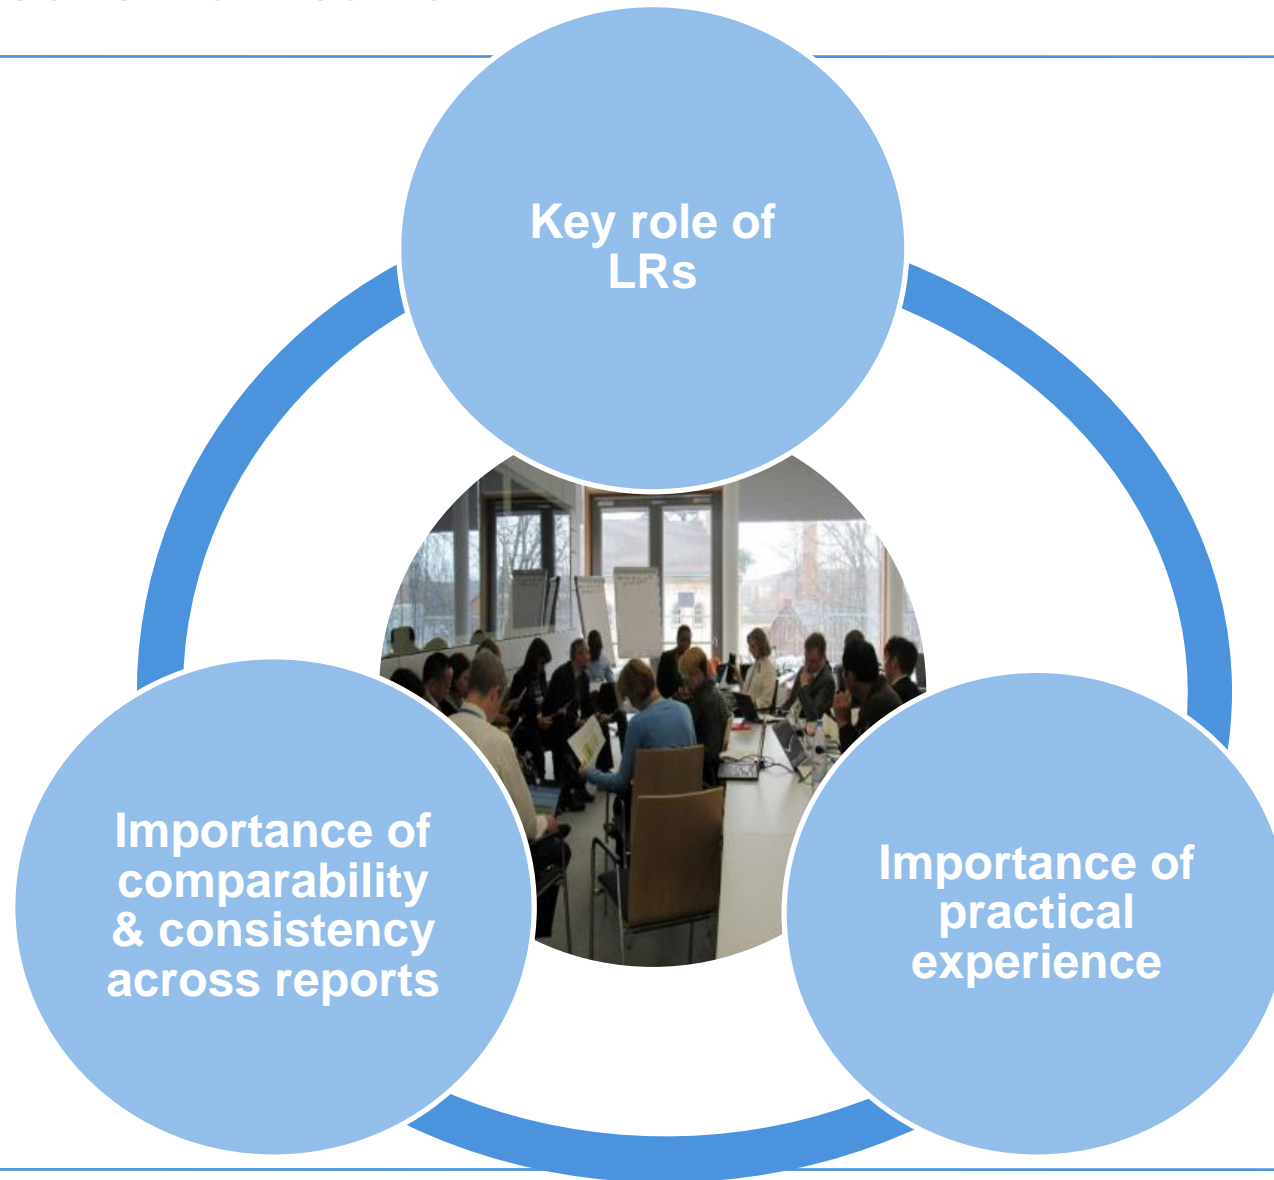 Key role of
LRs
Importance of
comparability
& consistency
across reports
Importance of
practical
experience